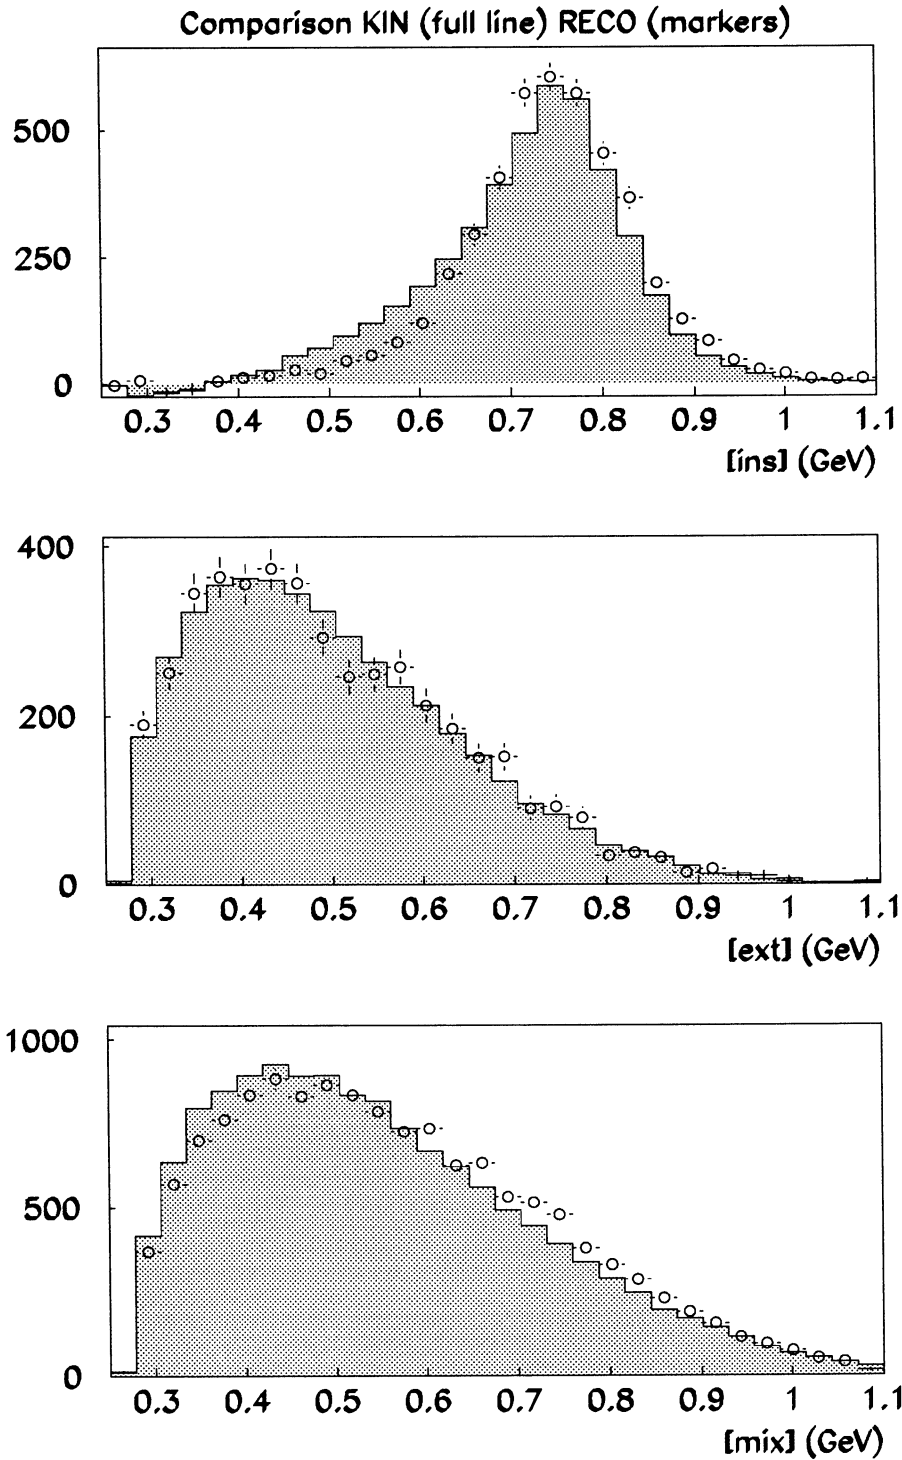 Comparison KIN (full line) RECO (markers)
500
250
0
0.3 0.4 0.5 0.6 0.7 0.8 0.9 1 1.1
[ins] (GeV)
400
200
0
0.3 0.4 0.5 0.6 0.7 0.8 0.9 1 1.1
[ext] (GeV)
1000
500
0
0.3 0.4 0.5 0.6 0.7 0.8 0.9 1 1.1
[mix] (GeV)